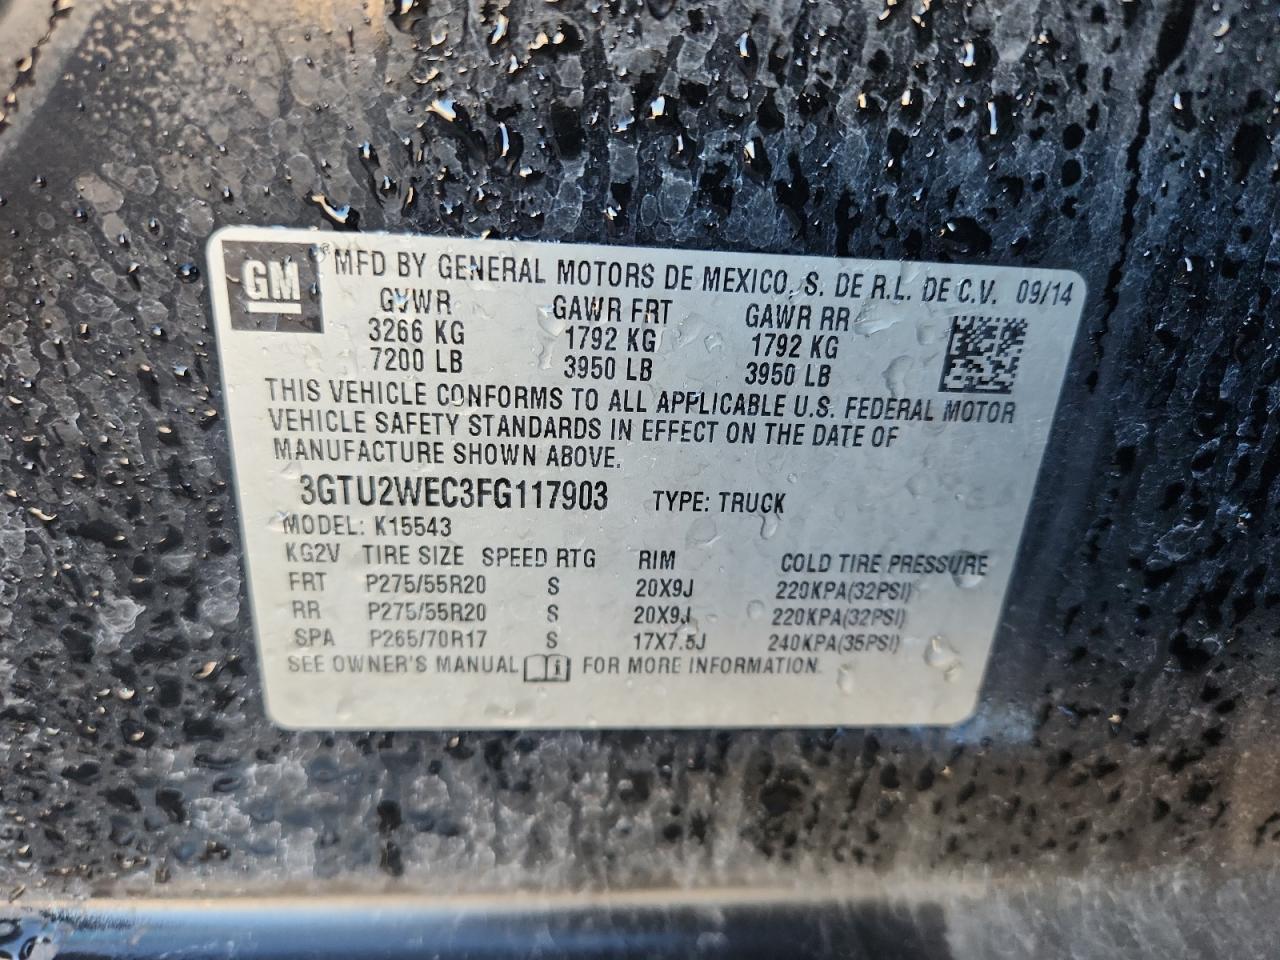 GM ® MFD BY GENERAL MOTORS DE MEXICO, S. DE R.L. DE C.V. 09/14
GVWR GAWR FRT GAWR RR
3266 KG 1792 KG 1792 KG
7200 LB 3950 LB 3950 LB
THIS VEHICLE CONFORMS TO ALL APPLICABLE U.S. FEDERAL MOTOR
VEHICLE SAFETY STANDARDS IN EFFECT ON THE DATE OF
MANUFACTURE SHOWN ABOVE.
3GTU2WEC3FG117903 TYPE: TRUCK
MODEL: K15543
KG2V TIRE SIZE SPEED RTG RIM COLD TIRE PRESSURE
FRT P275/55R20 S 20X9J 220KPA(32PSI)
RR P275/55R20 S 20X9J 220KPA(32PSI)
SPA P265/70R17 S 17X7.5J 240KPA(35PSI)
SEE OWNER'S MANUAL FOR MORE INFORMATION.